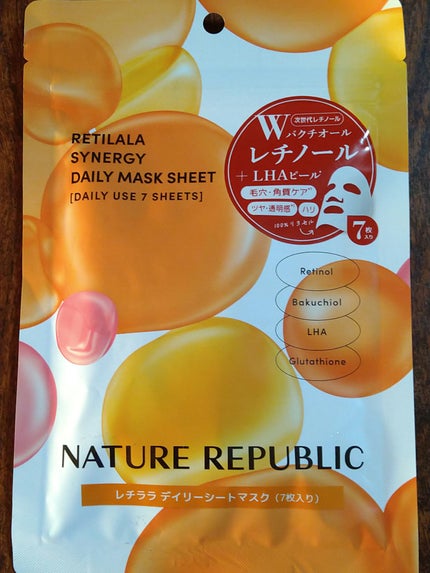 RETILALA
SYNERGY
DAILY MASK SHEET
[DAILY USE 7 SHEETS]
次世代レチノール
W バクチオール
レチノール
+LHAピール
毛穴・角質ケア
ツヤ・透明感 ハリ
7枚入り
Retinol
Bakuchiol
LHA
Glutathione
NATURE REPUBLIC
レチララ デイリーシートマスク(7枚入り)